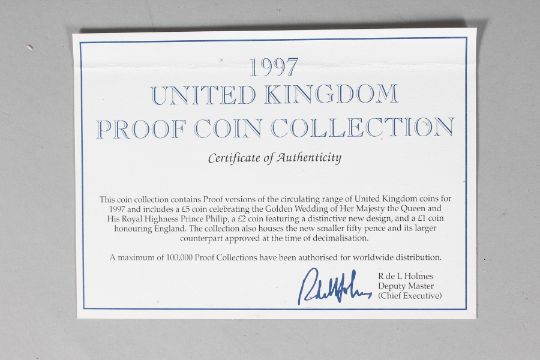 1997
UNITED KINGDOM
PROOF COIN COLLECTION
Certificate of Authenticity
This coin collection contains Proof versions of the circulating range of United Kingdom coins for
1997 and includes a £5 coin celebrating the Golden Wedding of Her Majesty the Queen and
His Royal Highness Prince Philip, a £2 coin featuring a distinctive new design, and a £1 coin
honouring England. The collection also houses the new smaller fifty pence and its larger
counterpart approved at the time of decimalisation.
A maximum of 100,000 Proof Collections have been authorised for worldwide distribution.
R de L Holmes
R de L Holmes
Deputy Master
(Chief Executive)